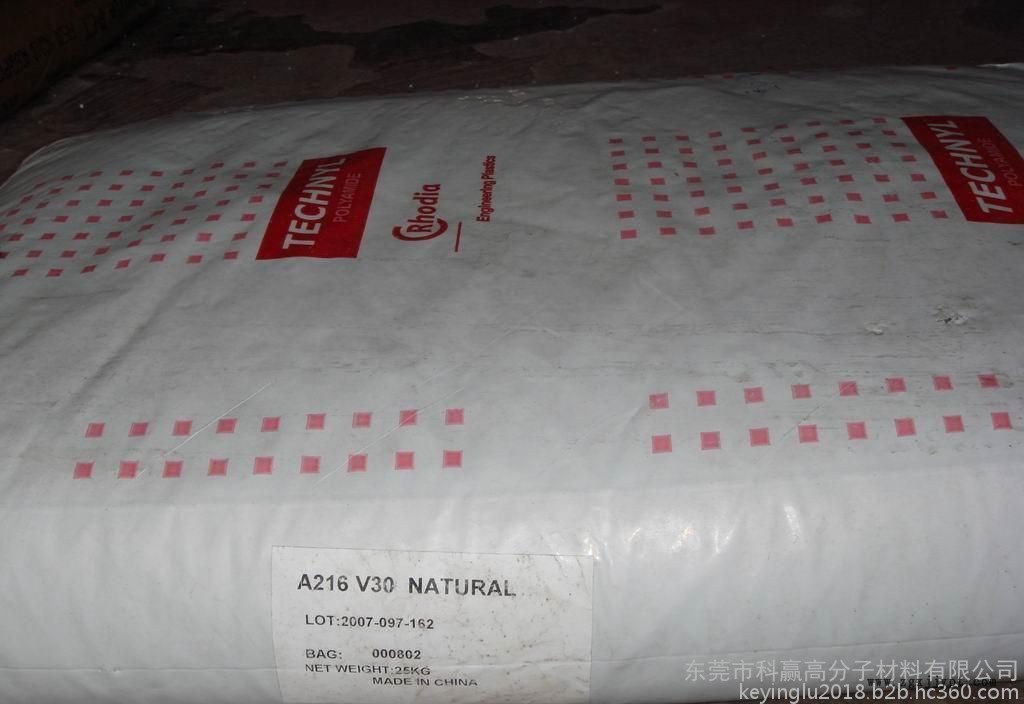 TECHNYL
POLYAMIDE
Rhodia
Engineering Plastics
TECHNYL
POLYAMIDE
A216 V30 NATURAL
LOT:2007-097-162
BAG: 000802
NET WEIGHT:25KG
MADE IN CHINA
东莞市科赢高分子材料有限公司
keyinglu2018.b2b.hc360.com